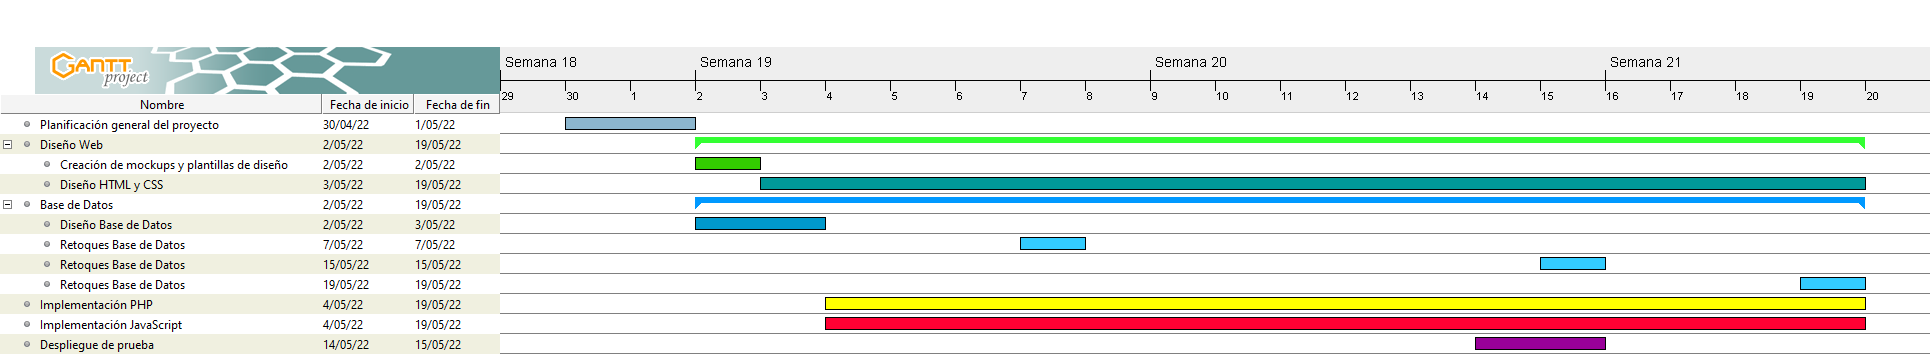 GANTT
project
Semana 18 Semana 19 Semana 20 Semana 21
29 30 1 2 3 4 5 6 7 8 9 10 11 12 13 14 15 16 17 18 19 20
Nombre Fecha de inicio Fecha de fin
Planificación general del proyecto 30/04/22 1/05/22
Diseño Web 2/05/22 19/05/22
Creación de mockups y plantillas de diseño 2/05/22 2/05/22
Diseño HTML y CSS 3/05/22 19/05/22
Base de Datos 2/05/22 19/05/22
Diseño Base de Datos 2/05/22 3/05/22
Retoques Base de Datos 7/05/22 7/05/22
Retoques Base de Datos 15/05/22 15/05/22
Retoques Base de Datos 19/05/22 19/05/22
Implementación PHP 4/05/22 19/05/22
Implementación JavaScript 4/05/22 19/05/22
Despliegue de prueba 14/05/22 15/05/22